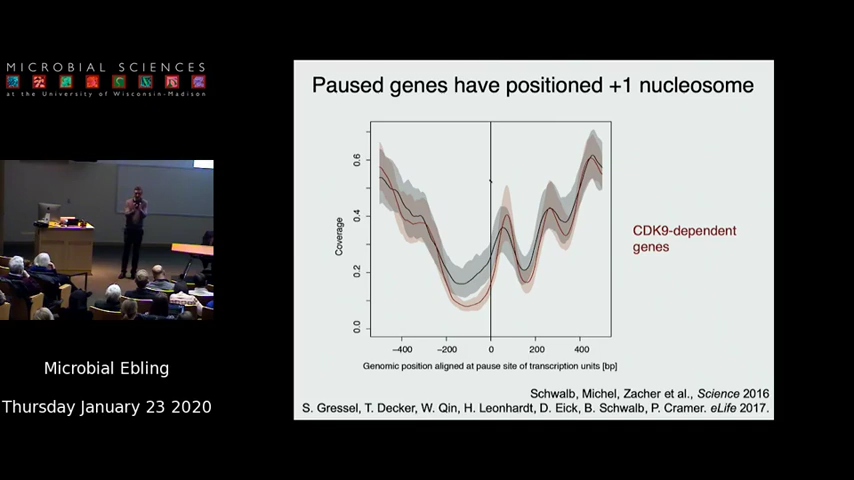 MICROBIAL SCIENCES
at the University of Wisconsin-Madison
Microbial Ebling
Thursday January 23 2020
Paused genes have positioned +1 nucleosome
Coverage
0.6
0.4
0.2
0.0
−400
−200
0
200
400
Genomic position aligned at pause site of transcription units [bp]
CDK9-dependent
genes
Schwalb, Michel, Zacher et al., Science 2016
S. Gressel, T. Decker, W. Qin, H. Leonhardt, D. Eick, B. Schwalb, P. Cramer. eLife 2017.